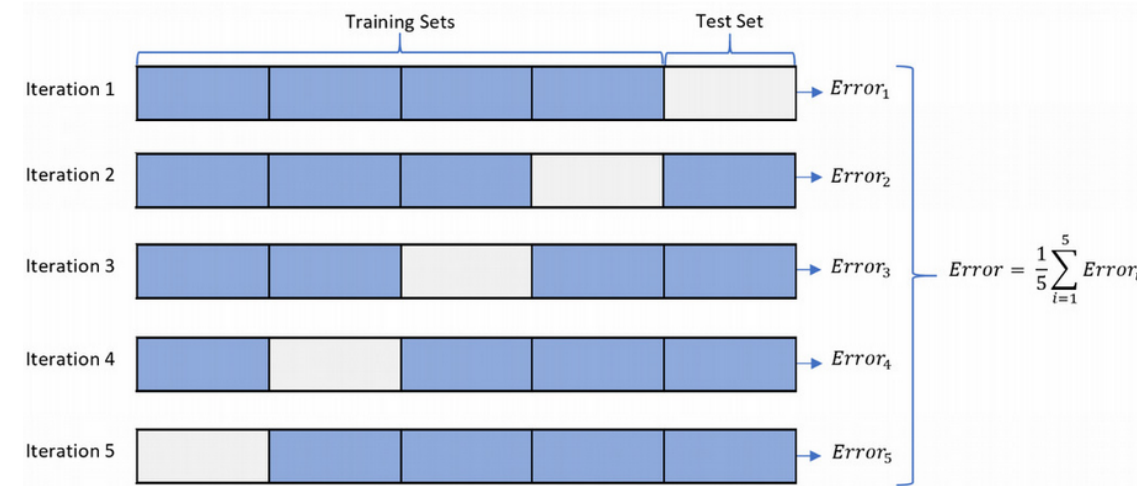 Training Sets
Test Set
Iteration 1
Error₁
Iteration 2
Error₂
Iteration 3
Error₃
Iteration 4
Error₄
Iteration 5
Error₅
Error = 1/5 ∑_{i=1}^{5} Errorᵢ